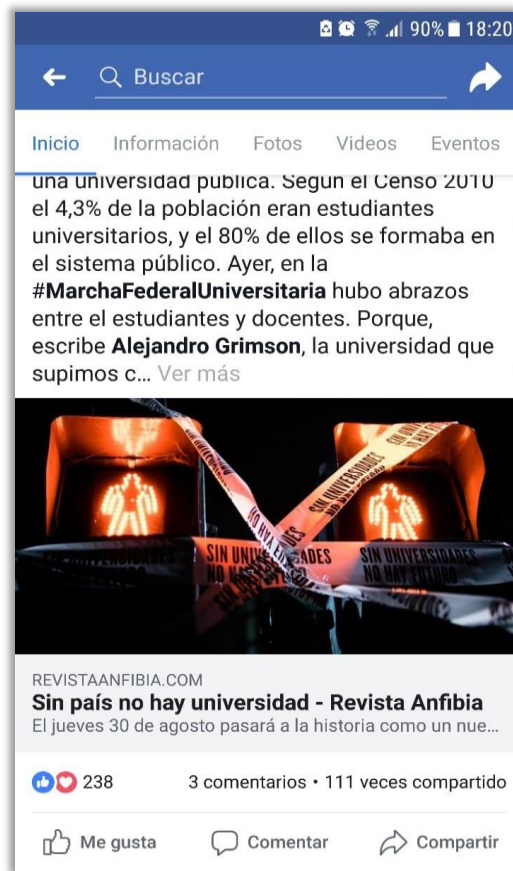 90% 18:20
Buscar
Inicio Información Fotos Videos Eventos
una universidad pública. Según el Censo 2010
el 4,3% de la población eran estudiantes
universitarios, y el 80% de ellos se formaba en
el sistema público. Ayer, en la
#MarchaFederalUniversitaria hubo abrazos
entre el estudiantes y docentes. Porque,
escribe Alejandro Grimson, la universidad que
supimos c... Ver más
SIN UNIVERSIDADES
NO HAY FUTURO
SIN UNIVERSIDADES
SIN UNIVERSIDADES
NO HAY FUTURO
REVISTAANFIBIA.COM
Sin país no hay universidad - Revista Anfibia
El jueves 30 de agosto pasará a la historia como un nue...
238 3 comentarios • 111 veces compartido
Me gusta Comentar Compartir